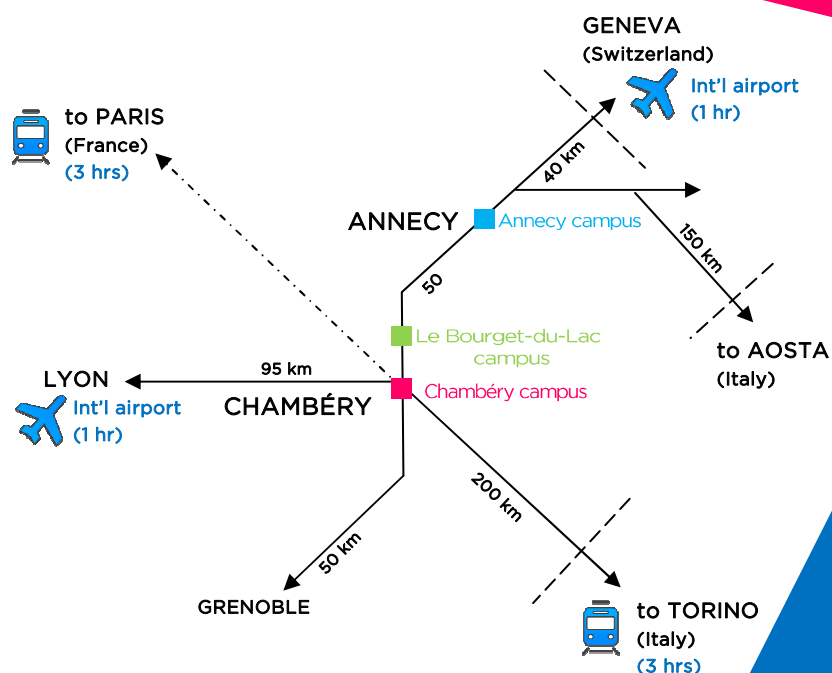 GENEVA
(Switzerland)
Int'l airport
(1 hr)
to PARIS
(France)
(3 hrs)
40 km
ANNECY
Annecy campus
150 km
50
Le Bourget-du-Lac
campus
to AOSTA
(Italy)
95 km
LYON
Int'l airport
(1 hr)
CHAMBÉRY
Chambéry campus
200 km
50 km
GRENOBLE
to TORINO
(Italy)
(3 hrs)